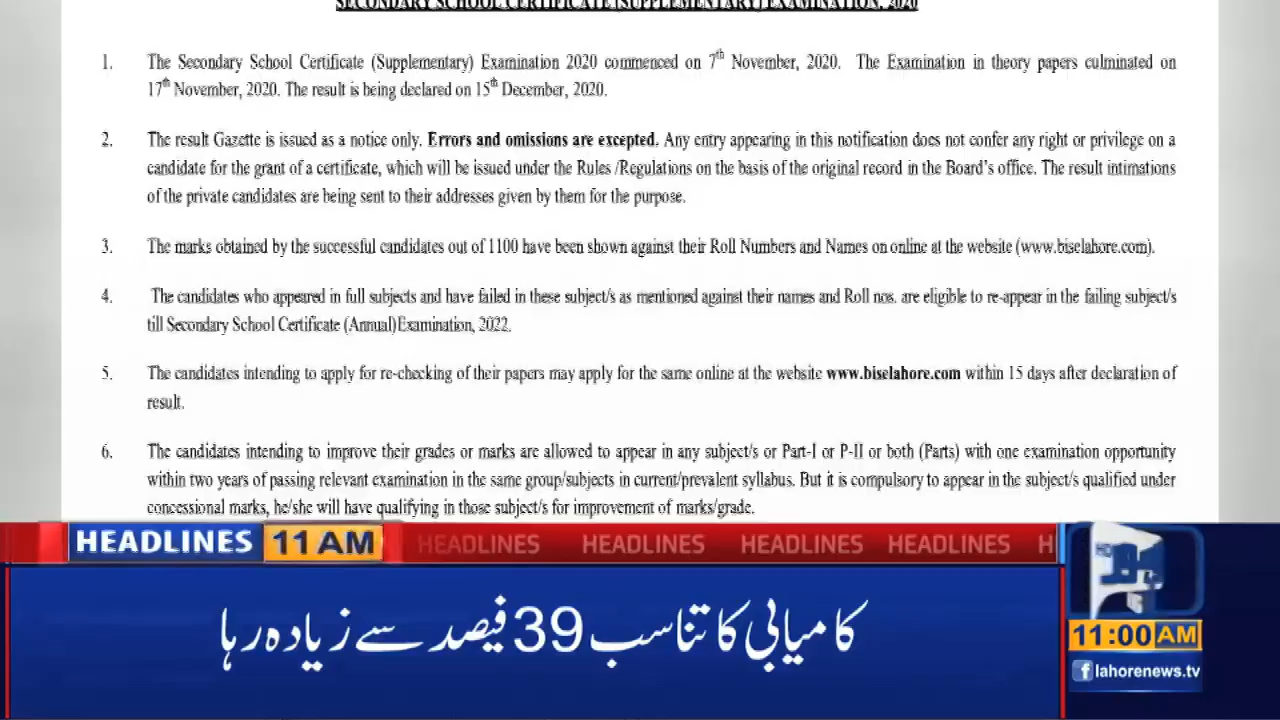 SECONDARY SCHOOL CERTIFICATE (SUPPLEMENTARY) EXAMINATION, 2020
1. The Secondary School Certificate (Supplementary) Examination 2020 commenced on 7th November, 2020. The Examination in theory papers culminated on
17th November, 2020. The result is being declared on 15th December, 2020.
2. The result Gazette is issued as a notice only. Errors and omissions are excepted. Any entry appearing in this notification does not confer any right or privilege on a
candidate for the grant of a certificate, which will be issued under the Rules /Regulations on the basis of the original record in the Board's office. The result intimations
of the private candidates are being sent to their addresses given by them for the purpose.
3. The marks obtained by the successful candidates out of 1100 have been shown against their Roll Numbers and Names on online at the website (www.biselahore.com).
4. The candidates who appeared in full subjects and have failed in these subject/s as mentioned against their names and Roll nos. are eligible to re-appear in the failing subject/s
till Secondary School Certificate (Annual)Examination, 2022.
5. The candidates intending to apply for re-checking of their papers may apply for the same online at the website www.biselahore.com within 15 days after declaration of
result.
6. The candidates intending to improve their grades or marks are allowed to appear in any subject/s or Part-I or P-II or both (Parts) with one examination opportunity
within two years of passing relevant examination in the same group/subjects in current/prevalent syllabus. But it is compulsory to appear in the subject/s qualified under
concessional marks, he/she will have qualifying in those subject/s for improvement of marks/grade.
HEADLINES 11 AM HEADLINES HEADLINES HEADLINES HEADLINES H
کامیابی کا تناسب 39 فیصد سے زیادہ رہا
11:00 AM
lahorenews.tv